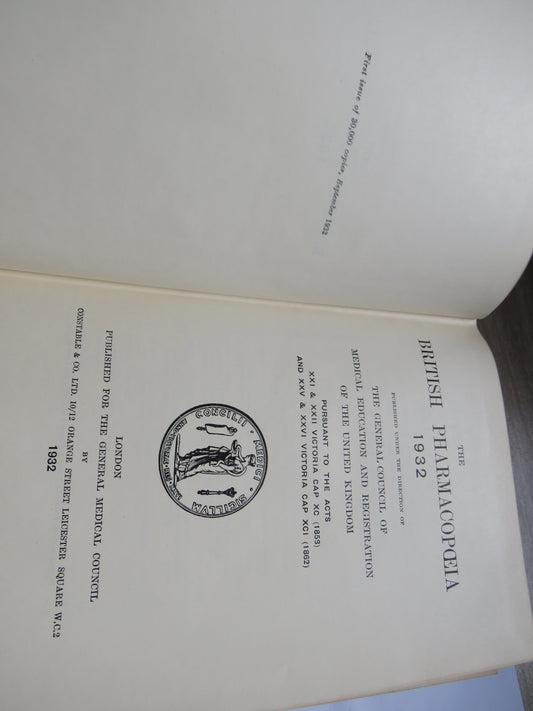 First issue of 30,000 copies, September 1932
THE
BRITISH PHARMACOPŒIA
1932
PUBLISHED UNDER THE DIRECTION OF
THE GENERAL COUNCIL OF
MEDICAL EDUCATION AND REGISTRATION
OF THE UNITED KINGDOM
PURSUANT TO THE ACTS
XXI & XXII VICTORIA CAP XC (1858)
AND XXV & XXVI VICTORIA CAP XCI (1862)
CONCILII MEDICI SIGILLVM
LONDON
PUBLISHED FOR THE GENERAL MEDICAL COUNCIL
BY
CONSTABLE & CO. LTD. 10/12 ORANGE STREET LEICESTER SQUARE W.C.2
1932